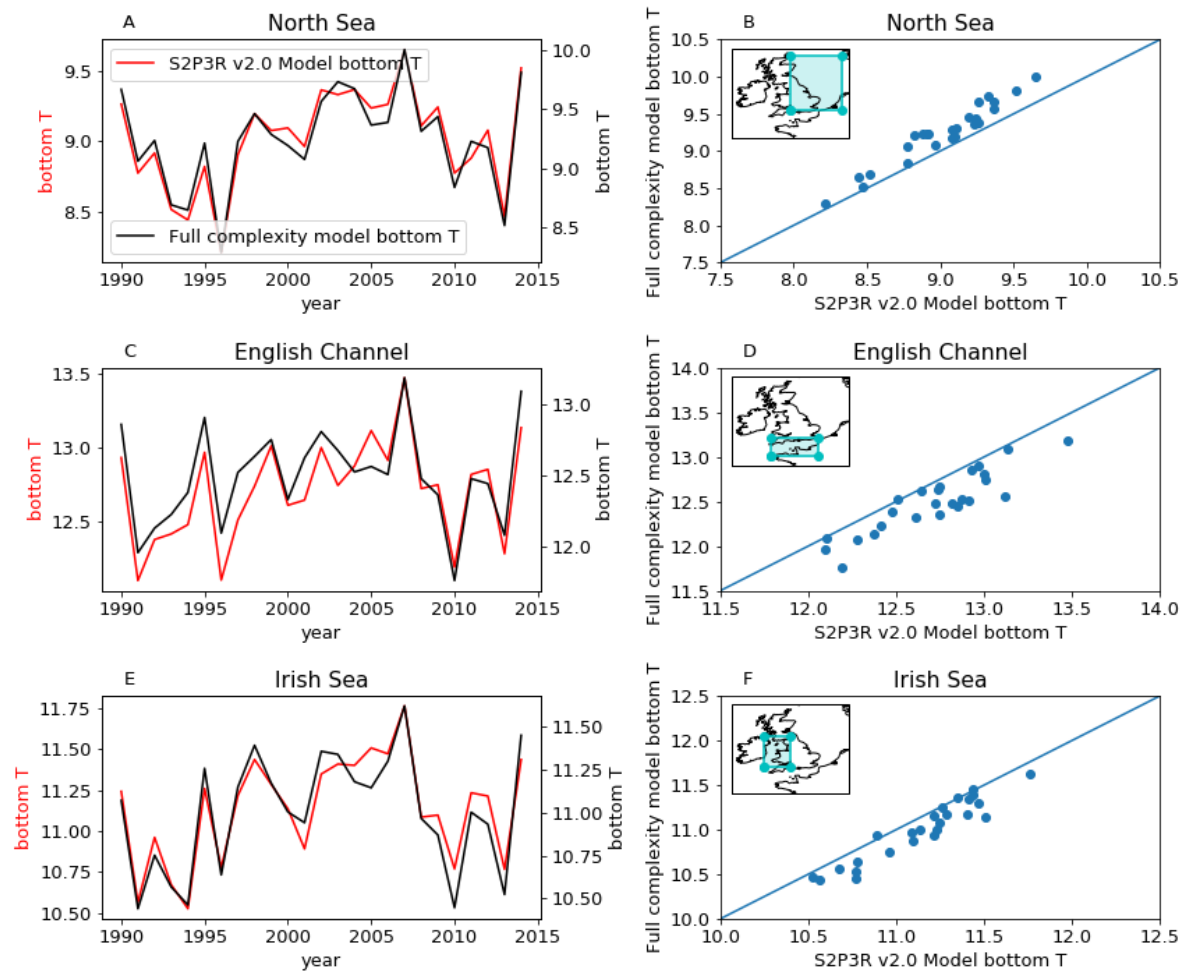 A
North Sea
S2P3R v2.0 Model bottom T
Full complexity model bottom T
9.5
9.0
8.5
bottom T
10.0
9.5
9.0
8.5
bottom T
1990 1995 2000 2005 2010 2015
year
B
North Sea
10.5
10.0
9.5
9.0
8.5
8.0
7.5
Full complexity model bottom T
7.5 8.0 8.5 9.0 9.5 10.0 10.5
S2P3R v2.0 Model bottom T
C
English Channel
13.5
13.0
12.5
bottom T
13.0
12.5
12.0
bottom T
1990 1995 2000 2005 2010 2015
year
D
English Channel
14.0
13.5
13.0
12.5
12.0
11.5
Full complexity model bottom T
11.5 12.0 12.5 13.0 13.5 14.0
S2P3R v2.0 Model bottom T
E
Irish Sea
11.75
11.50
11.25
11.00
10.75
10.50
bottom T
11.50
11.25
11.00
10.75
10.50
bottom T
1990 1995 2000 2005 2010 2015
year
F
Irish Sea
12.5
12.0
11.5
11.0
10.5
10.0
Full complexity model bottom T
10.0 10.5 11.0 11.5 12.0 12.5
S2P3R v2.0 Model bottom T